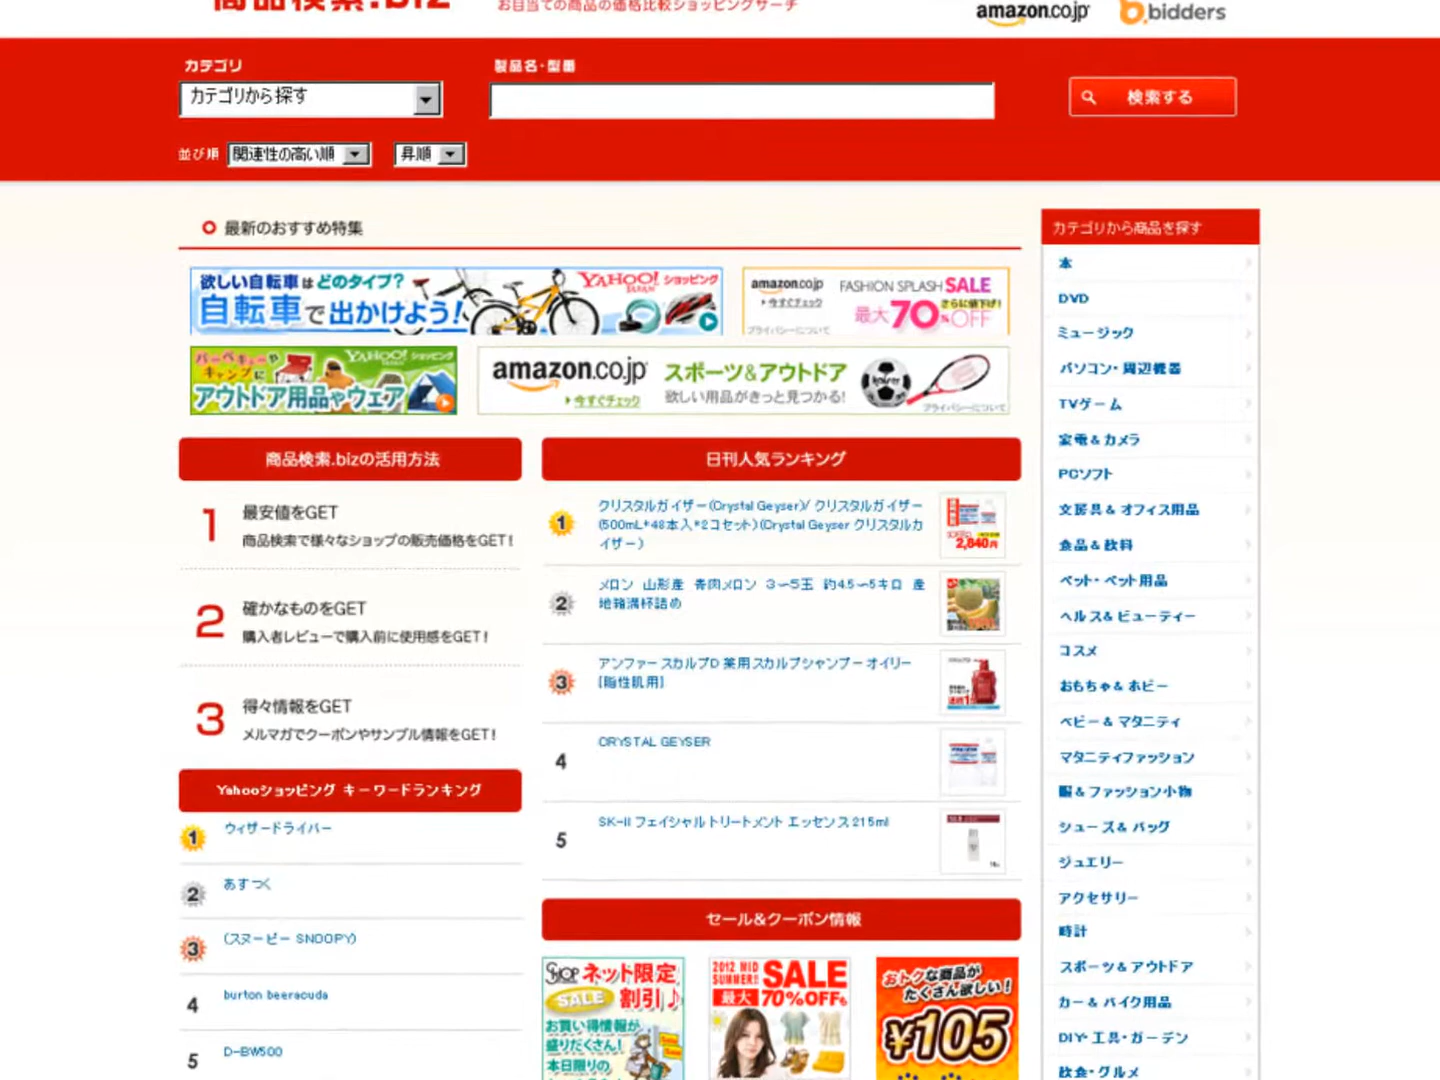 商品検索.biz
お目当ての商品の価格比較ショッピングサーチ
amazon.co.jp
bidders
カテゴリ
製品名・型番
カテゴリから探す
検索する
並び順
関連性の高い順
昇順
最新のおすすめ特集
欲しい自転車はどのタイプ?
自転車で出かけよう!
YAHOO! ショッピング
JAPAN
amazon.co.jp
今すぐチェック
プライバシーについて
FASHION SPLASH SALE
さらに値下げ!
最大70%OFF
バーベキューや
キャンプに
アウトドア用品やウェア
YAHOO! ショッピング
JAPAN
amazon.co.jp
今すぐチェック
スポーツ&アウトドア
欲しい用品がきっと見つかる!
プライバシーについて
商品検索.bizの活用方法
1
最安値をGET
商品検索で様々なショップの販売価格をGET!
2
確かなものをGET
購入者レビューで購入前に使用感をGET!
3
得々情報をGET
メルマガでクーポンやサンプル情報をGET!
Yahooショッピング キーワードランキング
1
ウィザードライバー
2
あすつく
3
(スヌーピー SNOOPY)
4
burton beeracuda
5
D-BW500
日刊人気ランキング
1
クリスタルガイザー(Crystal Geyser)/ クリスタルガイザー
(500mL*48本入*2コセット)(Crystal Geyser クリスタルガ
イザー)
2,840円
2
メロン 山形産 青肉メロン 3〜5玉 約4.5〜5キロ 産
地箱満杯詰め
3
アンファー スカルプD 薬用スカルプシャンプー オイリー
[脂性肌用]
4
CRYSTAL GEYSER
5
SK-II フェイシャル トリートメント エッセンス 215ml
セール&クーポン情報
SHOP ネット限定
SALE 割引♪
お買い得情報が
盛りだくさん!
本日限りの
2012 MID
SUMMER!! SALE
最大 70%OFF
おトクな商品が
たくさん欲しい!
¥105
カテゴリから商品を探す
本
DVD
ミュージック
パソコン・周辺機器
TVゲーム
家電&カメラ
PCソフト
文房具&オフィス用品
食品&飲料
ペット・ペット用品
ヘルス&ビューティー
コスメ
おもちゃ&ホビー
ベビー&マタニティ
マタニティファッション
服&ファッション小物
シューズ&バッグ
ジュエリー
アクセサリー
時計
スポーツ&アウトドア
カー&バイク用品
DIY・工具・ガーデン
飲食・グルメ